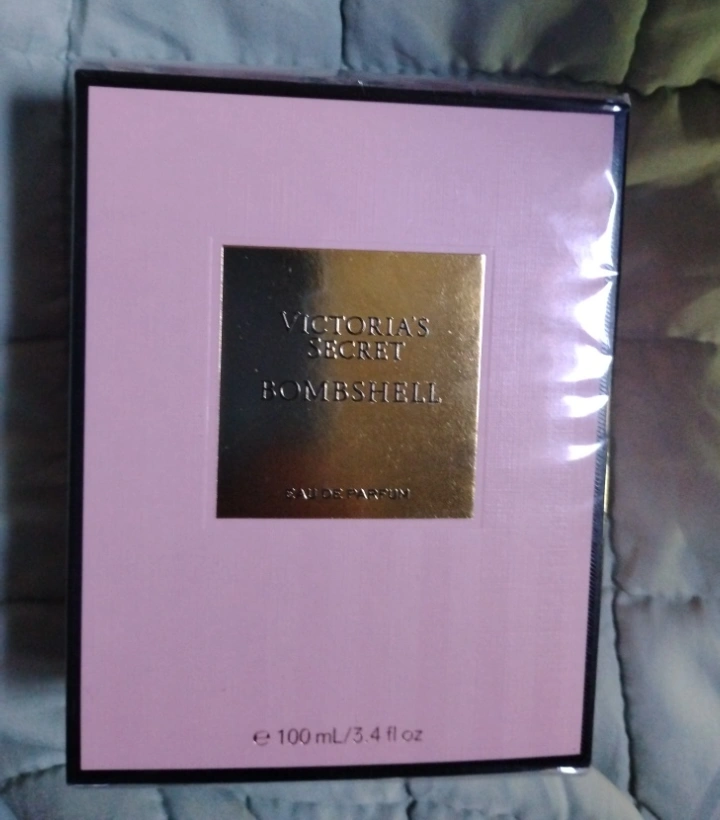 VICTORIA'S
SECRET
BOMBSHELL
EAU DE PARFUM
℮ 100 mL/3.4 fl oz